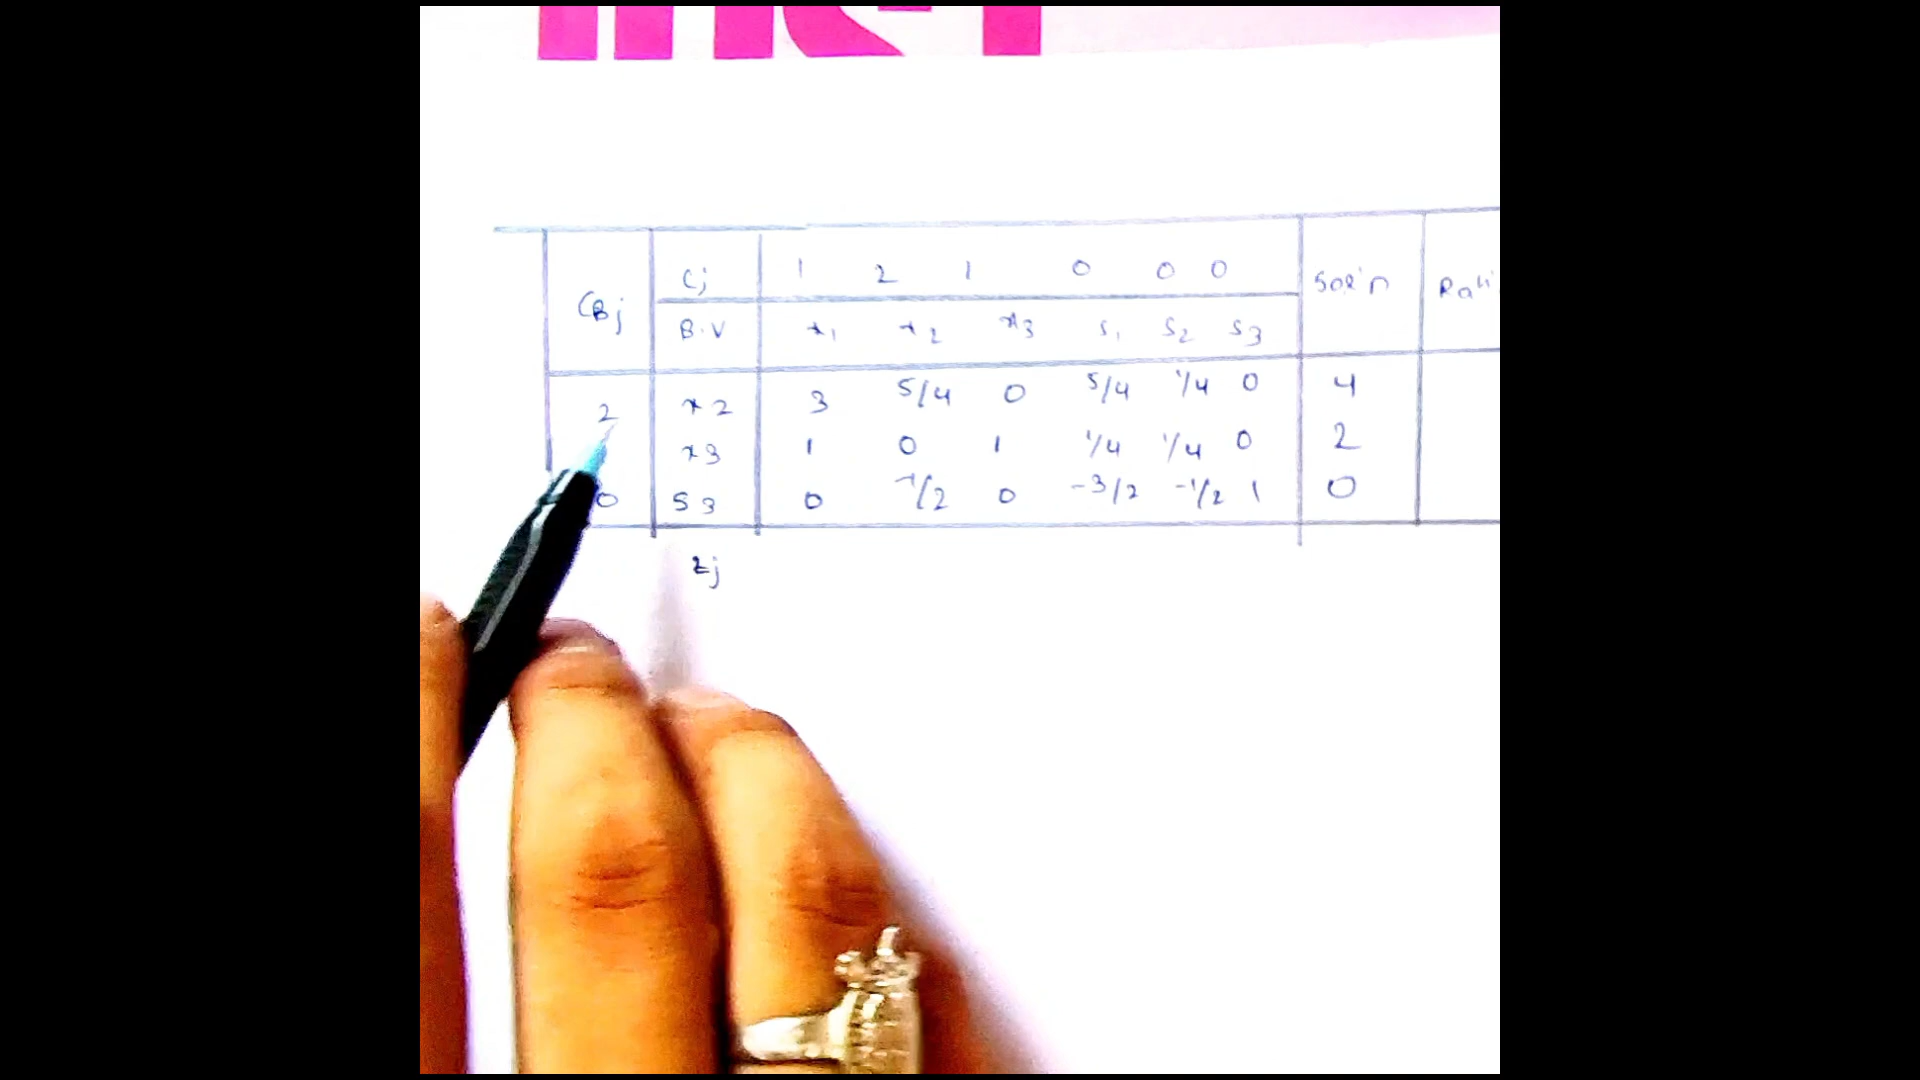 CBj Cj 1 2 1 0 0 0 Sol'n
B.V x1 x2 x3 S1 S2 S3
2 x2 3 5/4 0 5/4 1/4 0 4
x3 1 0 1 1/4 1/4 0 2
0 S3 0 -1/2 0 -3/2 -1/2 1 0
Zj